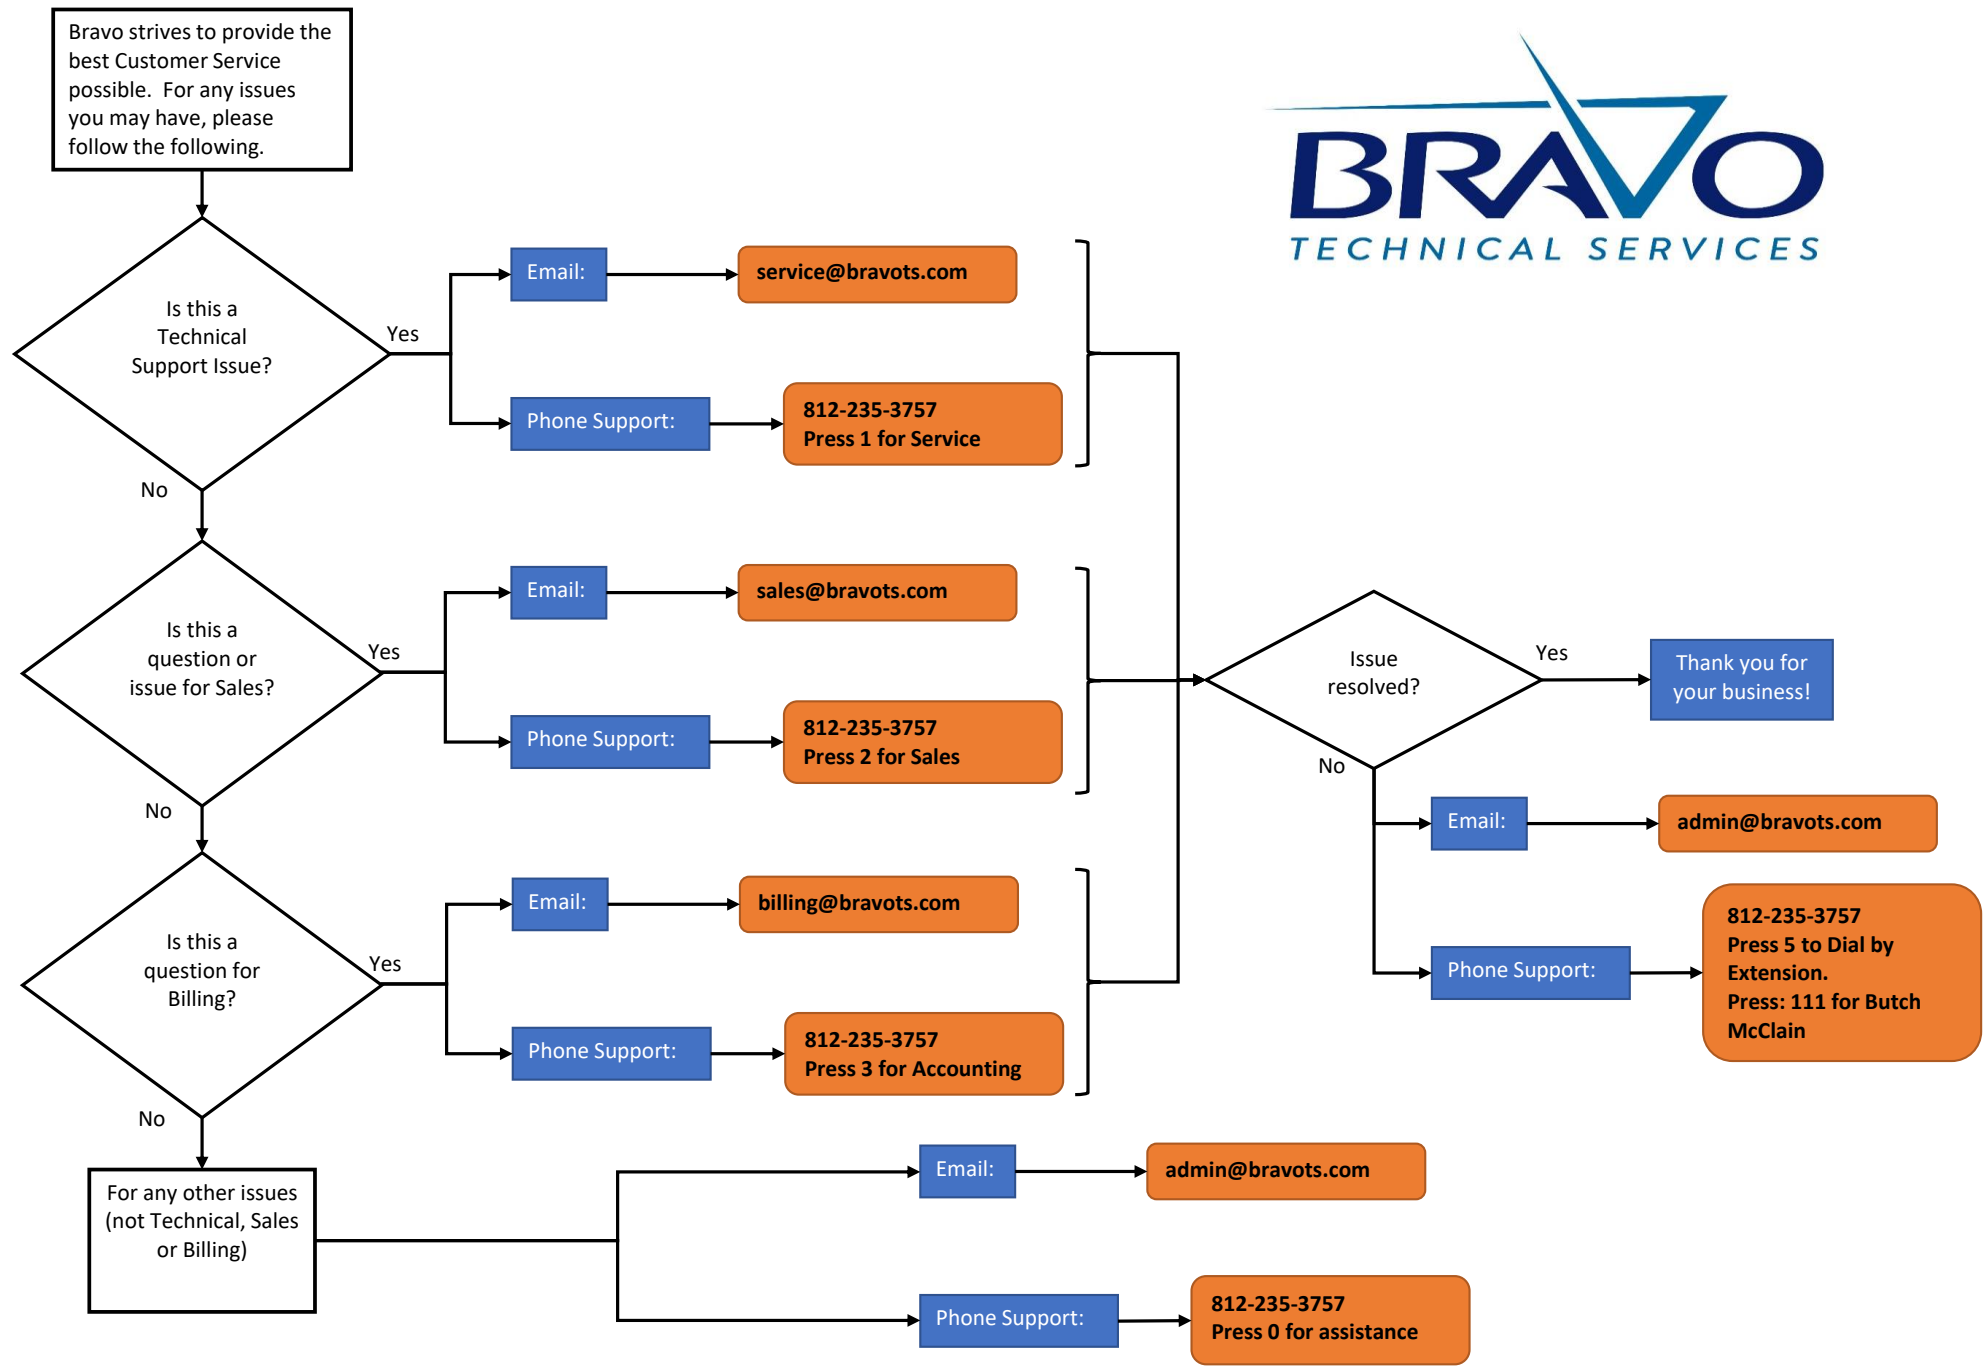 Bravo strives to provide the
best Customer Service
possible.  For any issues
you may have, please
follow the following.
BRAVO
TECHNICAL SERVICES
Is this a
Technical
Support Issue?
Yes
No
Email:
service@bravots.com
Phone Support:
812-235-3757
Press 1 for Service
Is this a
question or
issue for Sales?
Yes
No
Email:
sales@bravots.com
Phone Support:
812-235-3757
Press 2 for Sales
Is this a
question for
Billing?
Yes
No
Email:
billing@bravots.com
Phone Support:
812-235-3757
Press 3 for Accounting
Issue
resolved?
Yes
Thank you for
your business!
No
Email:
admin@bravots.com
Phone Support:
812-235-3757
Press 5 to Dial by
Extension.
Press: 111 for Butch
McClain
For any other issues
(not Technical, Sales
or Billing)
Email:
admin@bravots.com
Phone Support:
812-235-3757
Press 0 for assistance